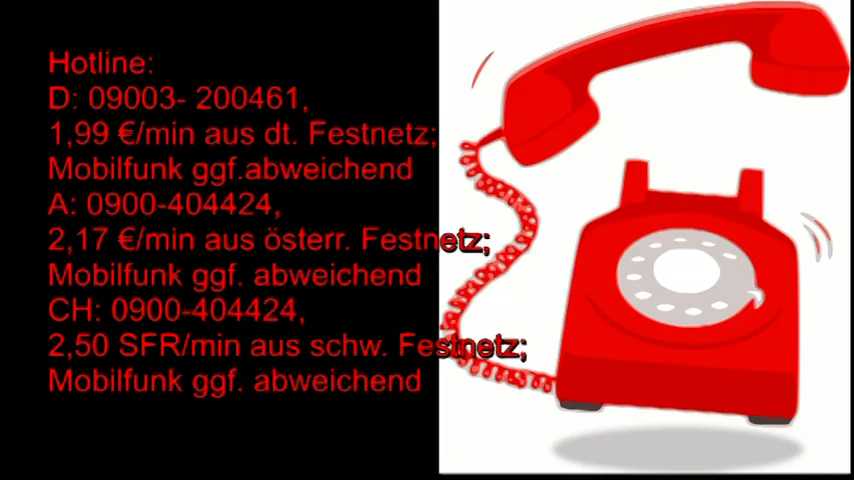 Hotline:
D: 09003- 200461,
1,99 €/min aus dt. Festnetz;
Mobilfunk ggf.abweichend
A: 0900-404424,
2,17 €/min aus österr. Festnetz;
Mobilfunk ggf. abweichend
CH: 0900-404424,
2,50 SFR/min aus schw. Festnetz;
Mobilfunk ggf. abweichend